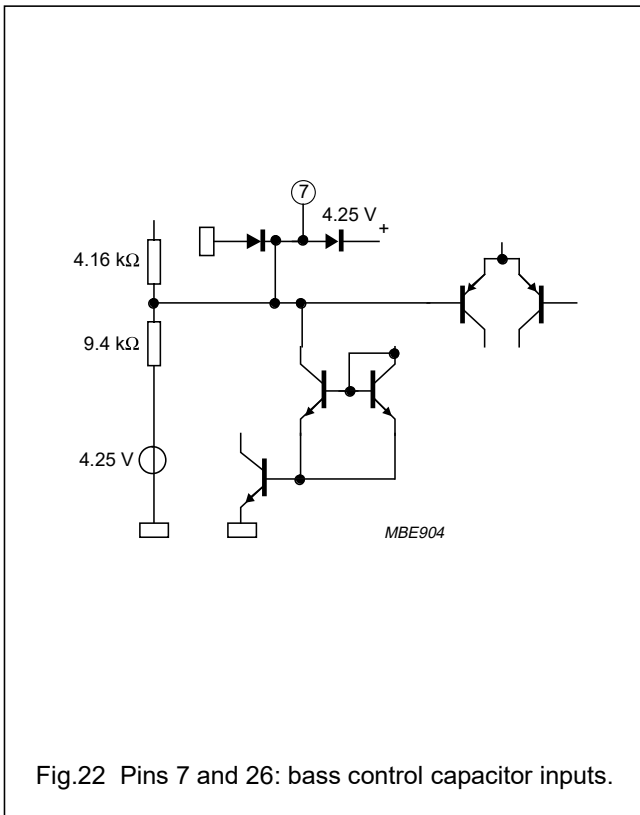 7
4.25 V
+
4.16 kΩ
9.4 kΩ
4.25 V
MBE904
Fig.22 Pins 7 and 26: bass control capacitor inputs.